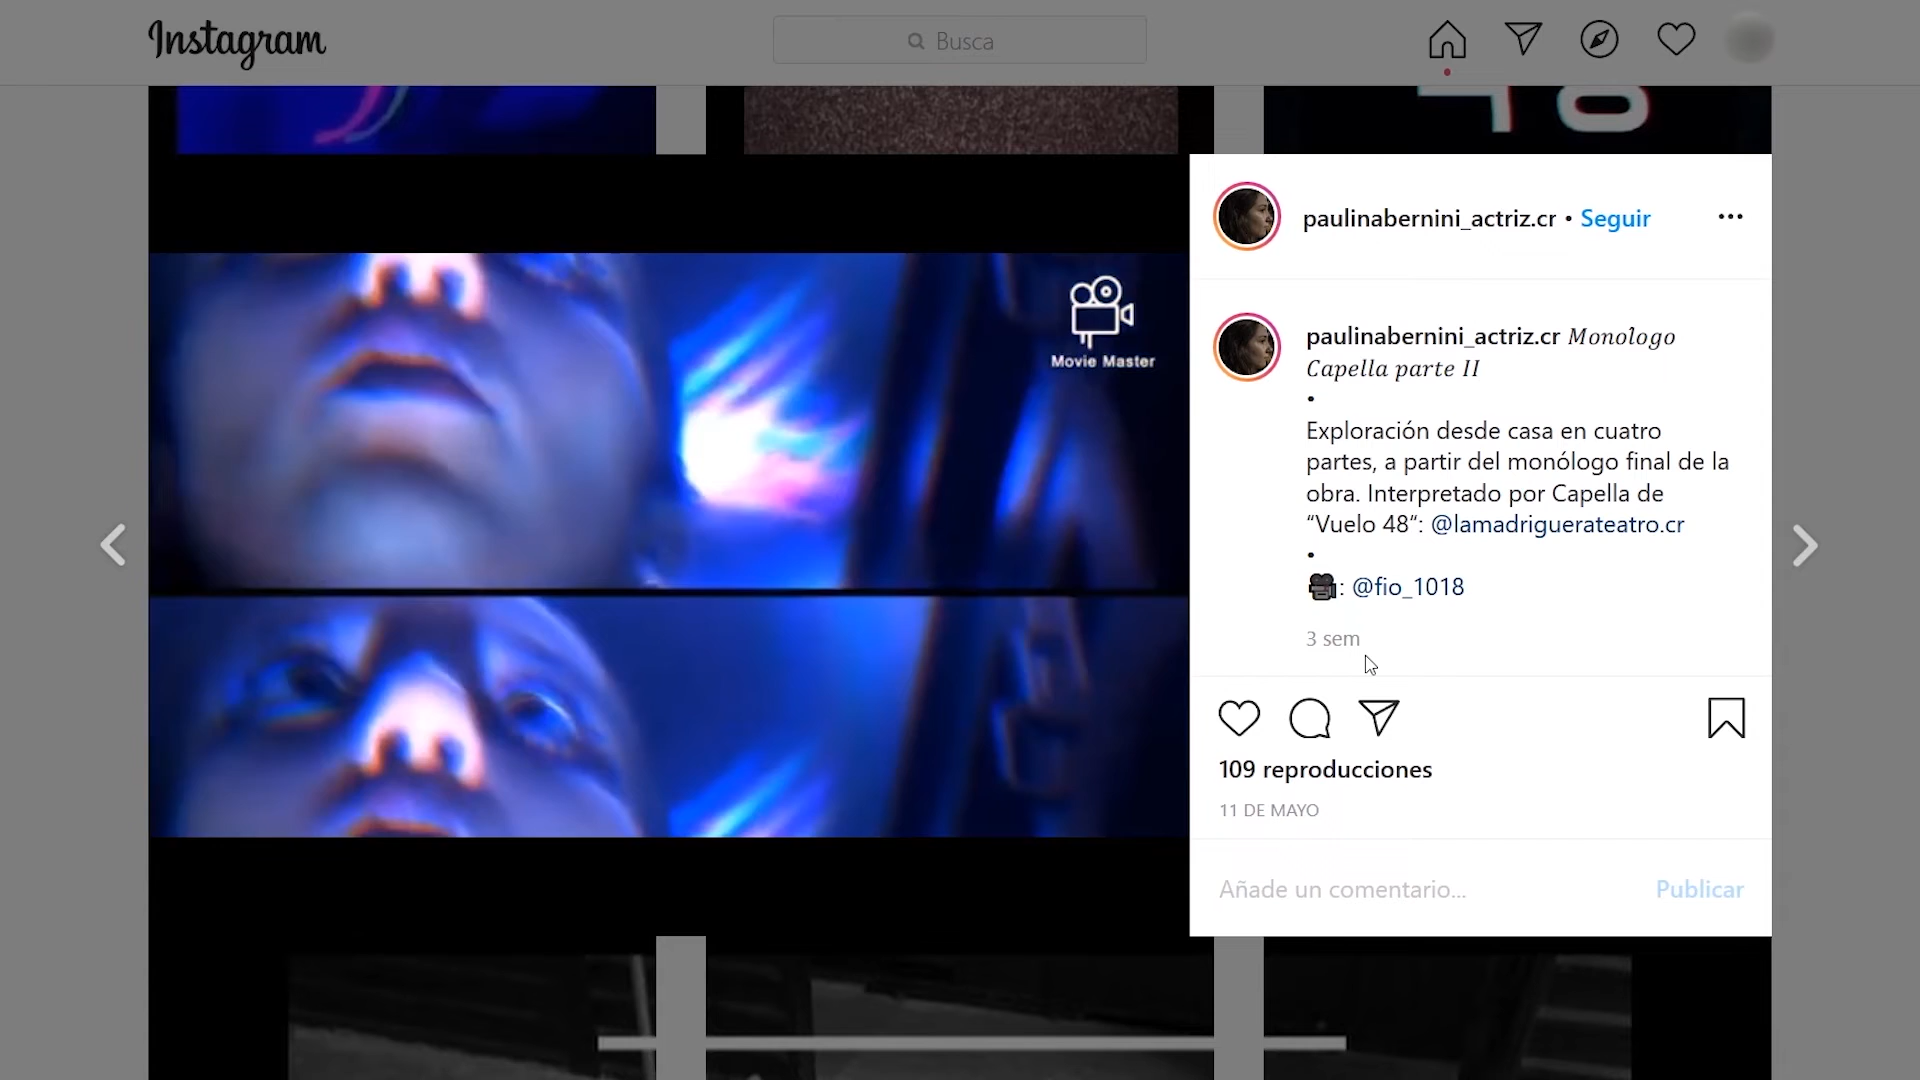 Instagram
Busca
48
paulinabernini_actriz.cr • Seguir
Movie Master
paulinabernini_actriz.cr Monologo
Capella parte II
•
Exploración desde casa en cuatro
partes, a partir del monólogo final de la
obra. Interpretado por Capella de
“Vuelo 48“: @lamadriguerateatro.cr
•
: @fio_1018
3 sem
109 reproducciones
11 DE MAYO
Añade un comentario...
Publicar